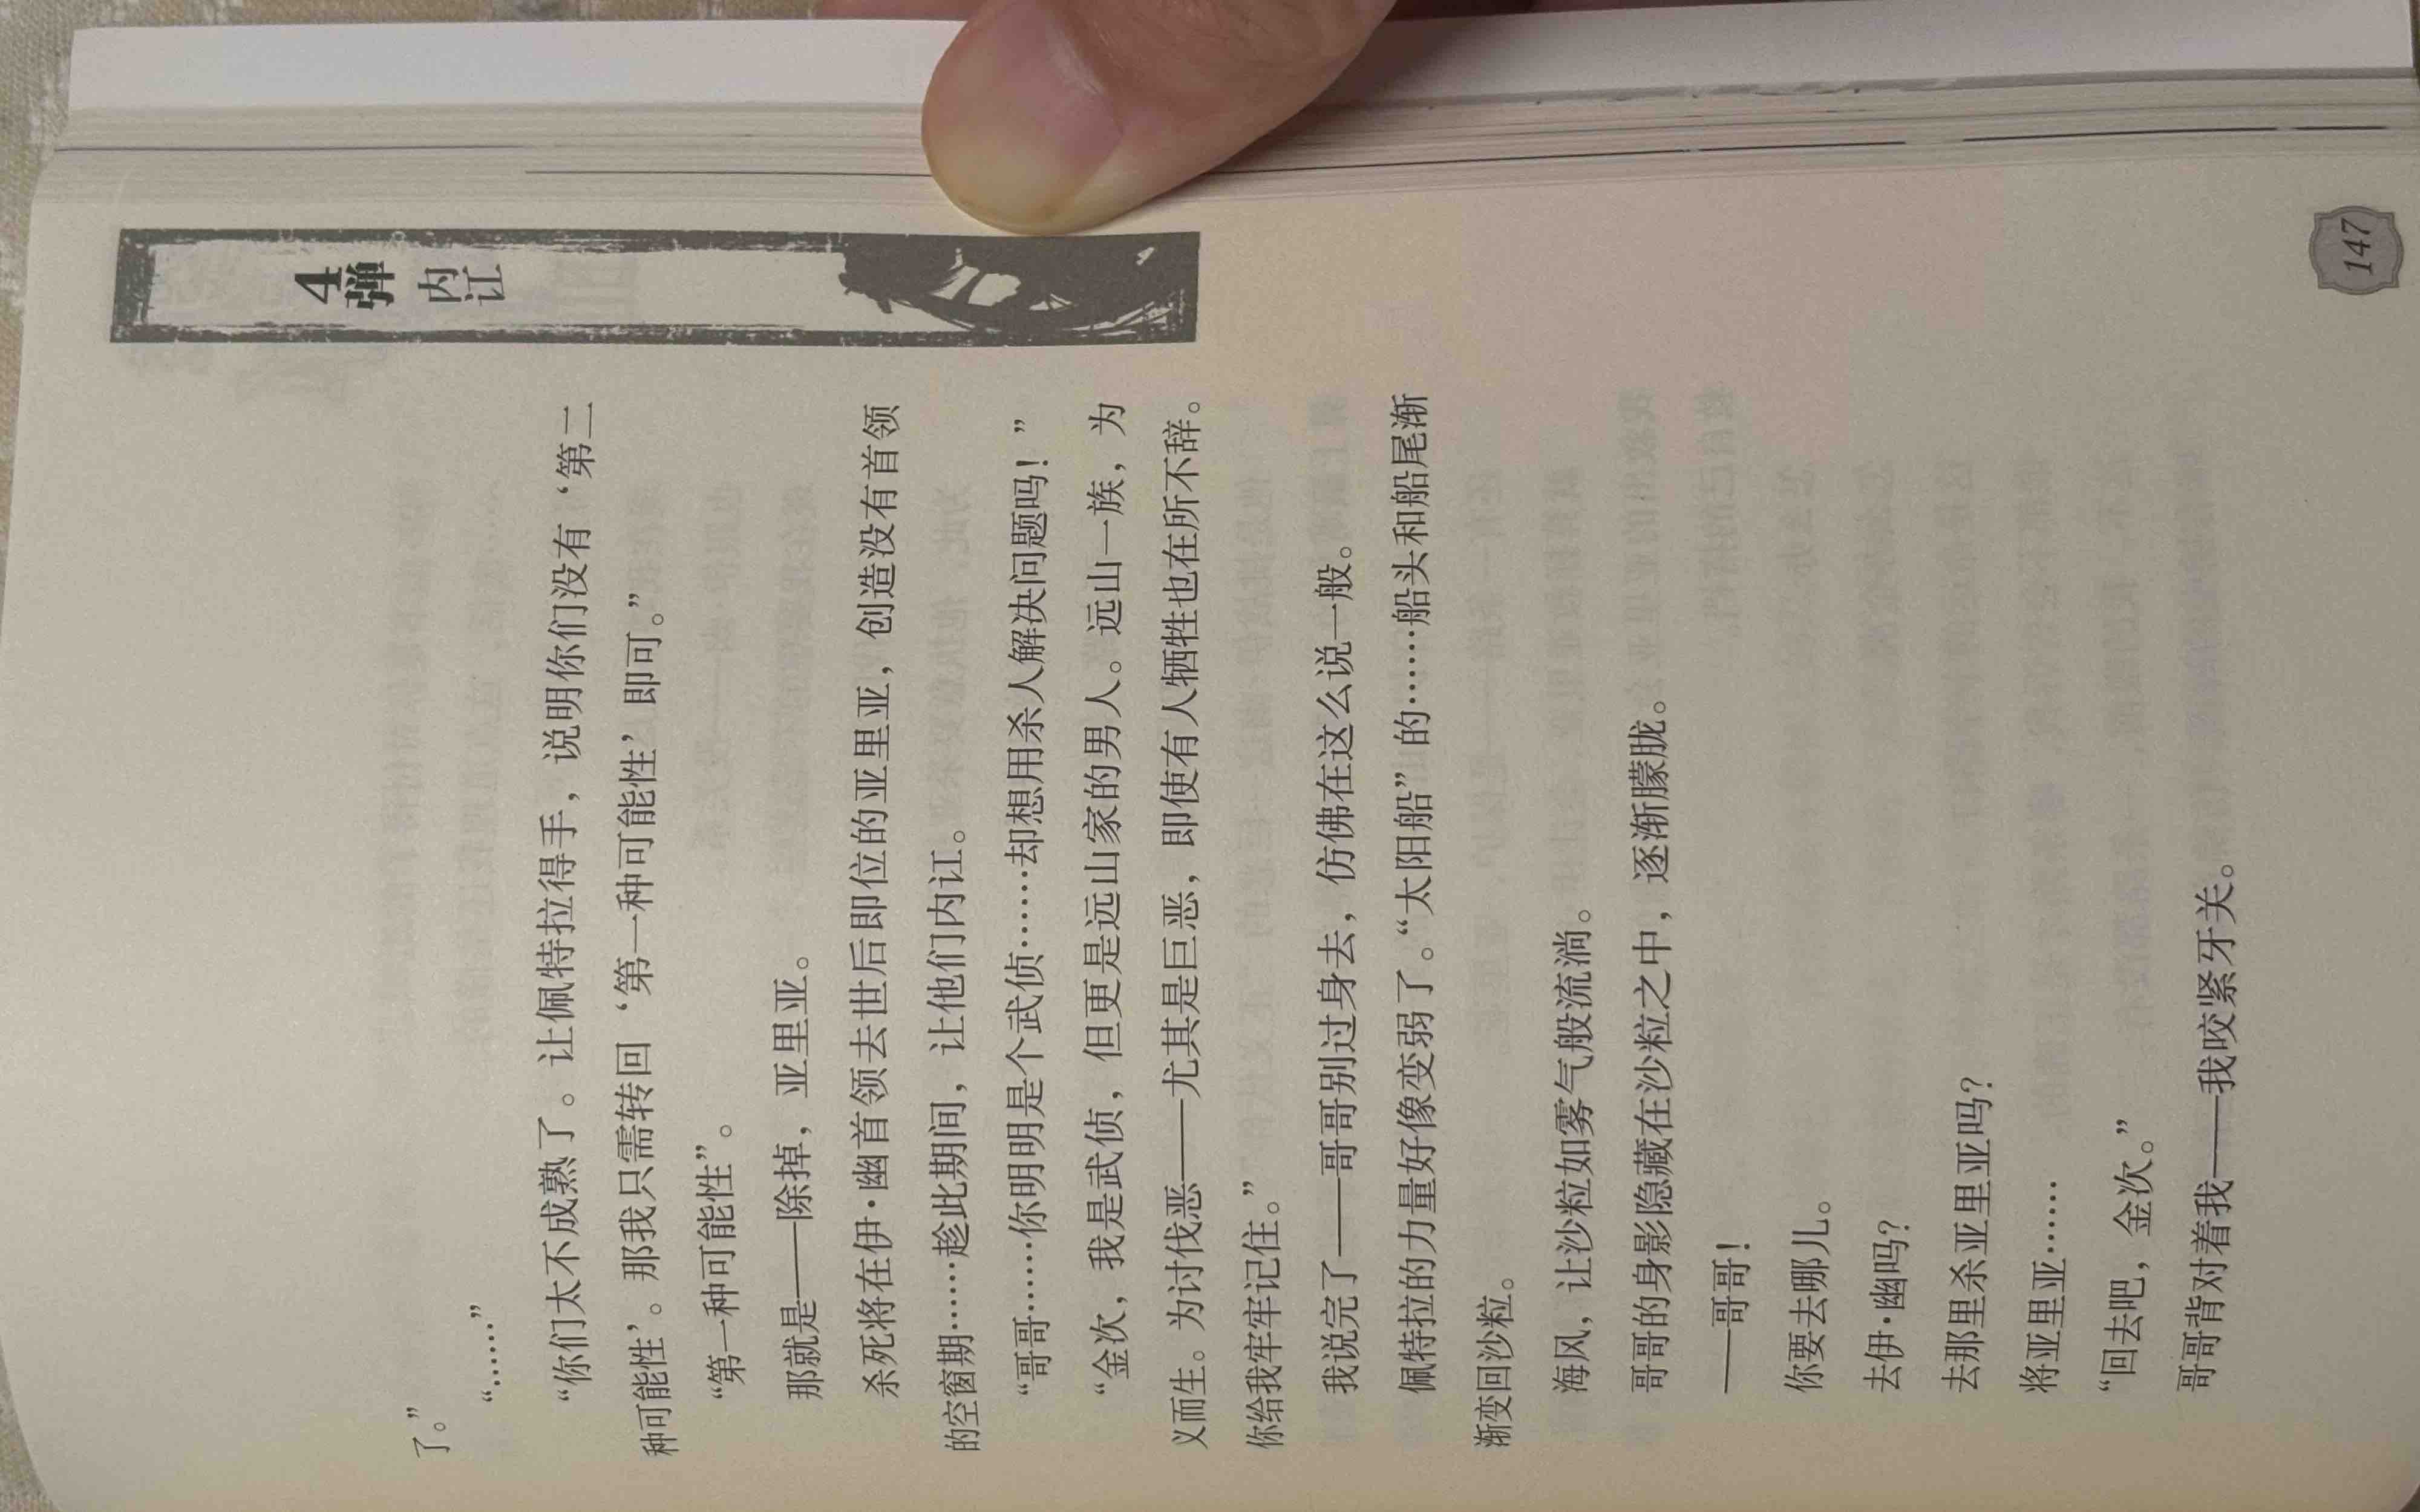 4弹 内讧
了。”
“……”
“你们太不成熟了。让佩特拉得手，说明你们没有‘第二
种可能性’。那我只需转回‘第一种可能性’即可。”
“第一种可能性”。
那就是——除掉，亚里亚。
杀死将在伊·幽首领去世后即位的亚里亚，创造没有首领
的空窗期……趁此期间，让他们内讧。
“哥哥……你明明是个武侦……却想用杀人解决问题吗！”
“金次，我是武侦，但更是远山家的男人。远山一族，为
义而生。为讨伐恶——尤其是巨恶，即使有人牺牲也在所不辞。
你给我牢牢记住。”
我说完了——哥哥别过身去，仿佛在这么说一般。
佩特拉的力量好像变弱了。“太阳船”的……船头和船尾渐
渐变回沙粒。
海风，让沙粒如雾气般流淌。
哥哥的身影隐藏在沙粒之中，逐渐朦胧。
——哥哥！
你要去哪儿。
去伊·幽吗？
去那里杀亚里亚吗？
将亚里亚……
“回去吧，金次。”
哥哥背对着我——我咬紧牙关。
147